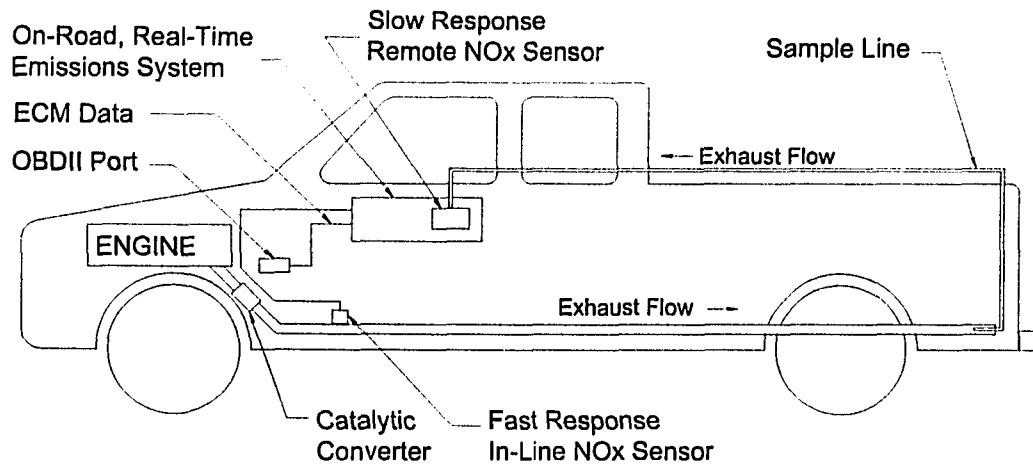 On-Road, Real-Time
Emissions System
Slow Response
Remote NOx Sensor
Sample Line
ECM Data
OBDII Port
Exhaust Flow
ENGINE
Exhaust Flow
Catalytic
Converter
Fast Response
In-Line NOx Sensor